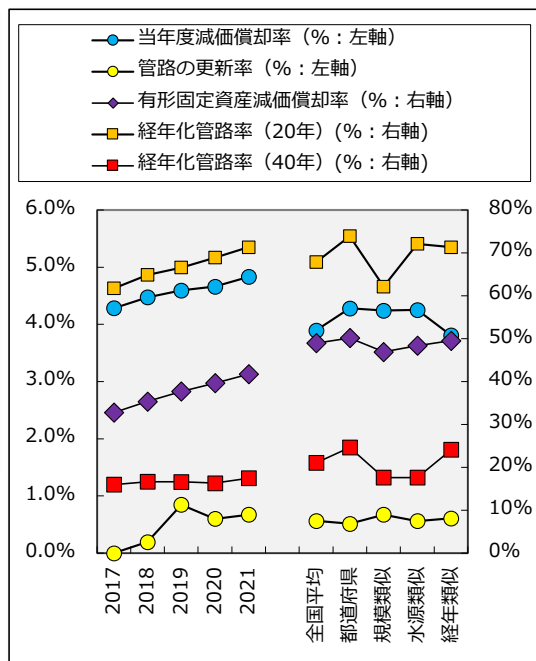 当年度減価償却率（%：左軸）
管路の更新率（%：左軸）
有形固定資産減価償却率（%：右軸）
経年化管路率（20年）(%：右軸)
経年化管路率（40年）(%：右軸)
6.0%
5.0%
4.0%
3.0%
2.0%
1.0%
0.0%
80%
70%
60%
50%
40%
30%
20%
10%
0%
2017
2018
2019
2020
2021
全国平均
都道府県
規模類似
水源類似
経年類似